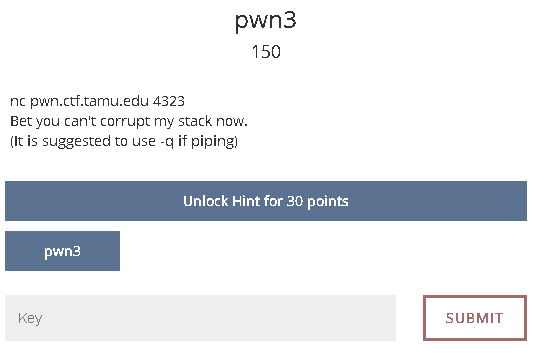 pwn3
150
nc pwn.ctf.tamu.edu 4323
Bet you can't corrupt my stack now.
(It is suggested to use -q if piping)
Unlock Hint for 30 points
pwn3
Key
SUBMIT